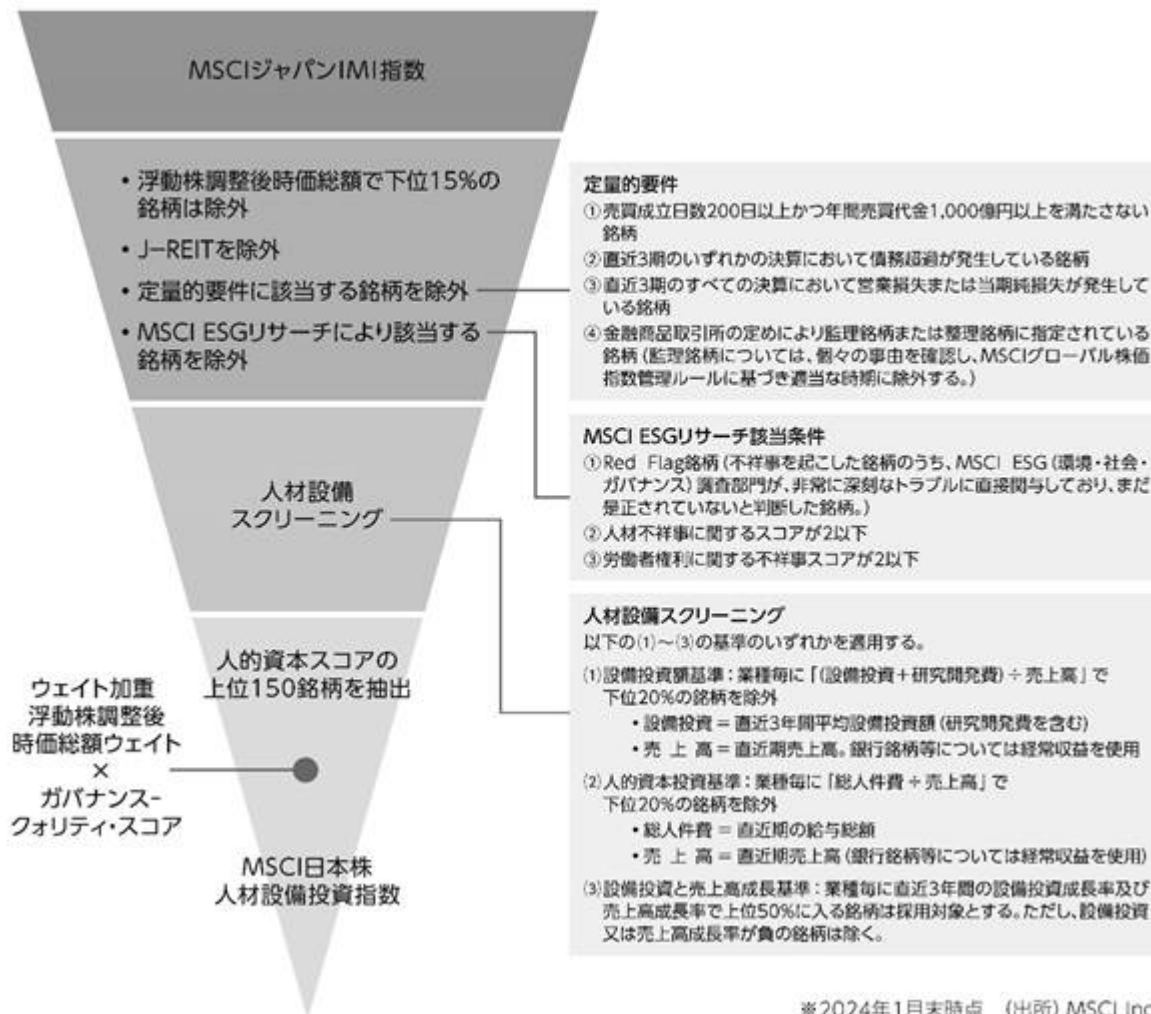 MSCIジャパンIMI指数
• 浮動株調整後時価総額で下位15%の
銘柄は除外
• J−REITを除外
• 定量的要件に該当する銘柄を除外
• MSCI ESGリサーチにより該当する
銘柄を除外
人材設備
スクリーニング
人的資本スコアの
上位150銘柄を抽出
ウェイト加重
浮動株調整後
時価総額ウェイト
×
ガバナンス-
クォリティ・スコア
MSCI日本株
人材設備投資指数
定量的要件
①売買成立日数200日以上かつ年間売買代金1,000億円以上を満たさない
銘柄
②直近3期のいずれかの決算において債務超過が発生している銘柄
③直近3期のすべての決算において営業損失または当期純損失が発生して
いる銘柄
④金融商品取引所の定めにより監理銘柄または整理銘柄に指定されている
銘柄(監理銘柄については、個々の事由を確認し、MSCIグローバル株価
指数管理ルールに基づき適当な時期に除外する。)
MSCI ESGリサーチ該当条件
①Red Flag銘柄(不祥事を起こした銘柄のうち、MSCI ESG(環境・社会・
ガバナンス)調査部門が、非常に深刻なトラブルに直接関与しており、まだ
是正されていないと判断した銘柄。)
②人材不祥事に関するスコアが2以下
③労働者権利に関する不祥事スコアが2以下
人材設備スクリーニング
以下の(1)〜(3)の基準のいずれかを適用する。
(1)設備投資額基準:業種毎に「(設備投資+研究開発費)÷売上高」で
下位20%の銘柄を除外
• 設備投資 = 直近3年間平均設備投資額(研究開発費を含む)
• 売 上 高 = 直近期売上高。銀行銘柄等については経常収益を使用
(2)人的資本投資基準:業種毎に「総人件費÷売上高」で
下位20%の銘柄を除外
• 総人件費 = 直近期の給与総額
• 売 上 高 = 直近期売上高(銀行銘柄等については経常収益を使用)
(3)設備投資と売上高成長基準:業種毎に直近3年間の設備投資成長率及び
売上高成長率で上位50%に入る銘柄は採用対象とする。ただし、設備投資
又は売上高成長率が負の銘柄は除く。
※2024年1月末時点 (出所) MSCI Inc